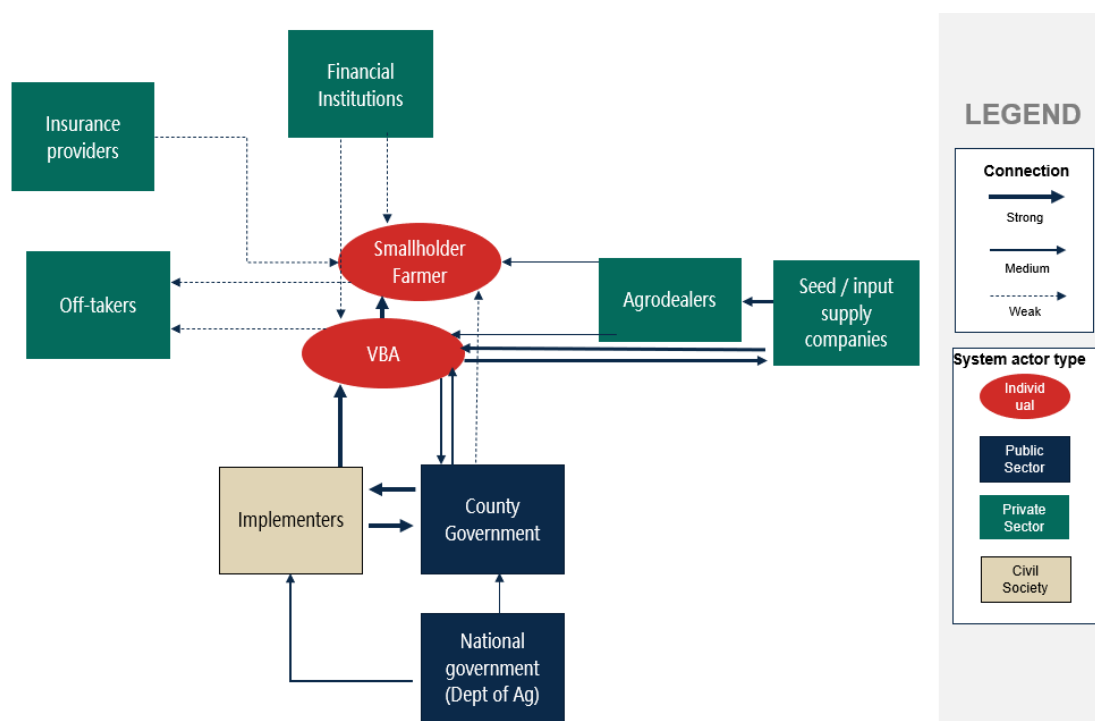 Financial
Institutions
Insurance
providers
Smallholder
Farmer
Off-takers
Agrodealers
Seed / input
supply
companies
VBA
Implementers
County
Government
National
government
(Dept of Ag)
LEGEND
Connection
Strong
Medium
Weak
System actor type
Individ
ual
Public
Sector
Private
Sector
Civil
Society